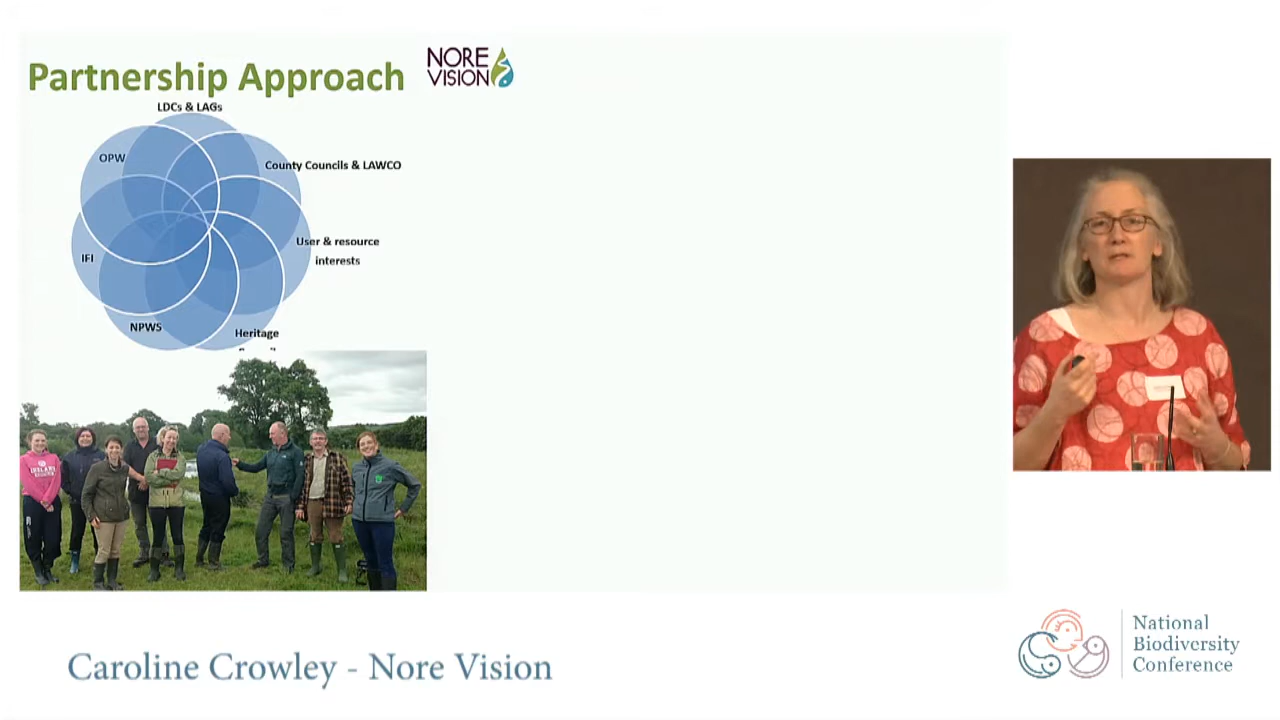 Partnership Approach
NORE
VISION
LDCs & LAGs
OPW
County Councils & LAWCO
User & resource
interests
IFI
NPWS
Heritage
Caroline Crowley - Nore Vision
National
Biodiversity
Conference